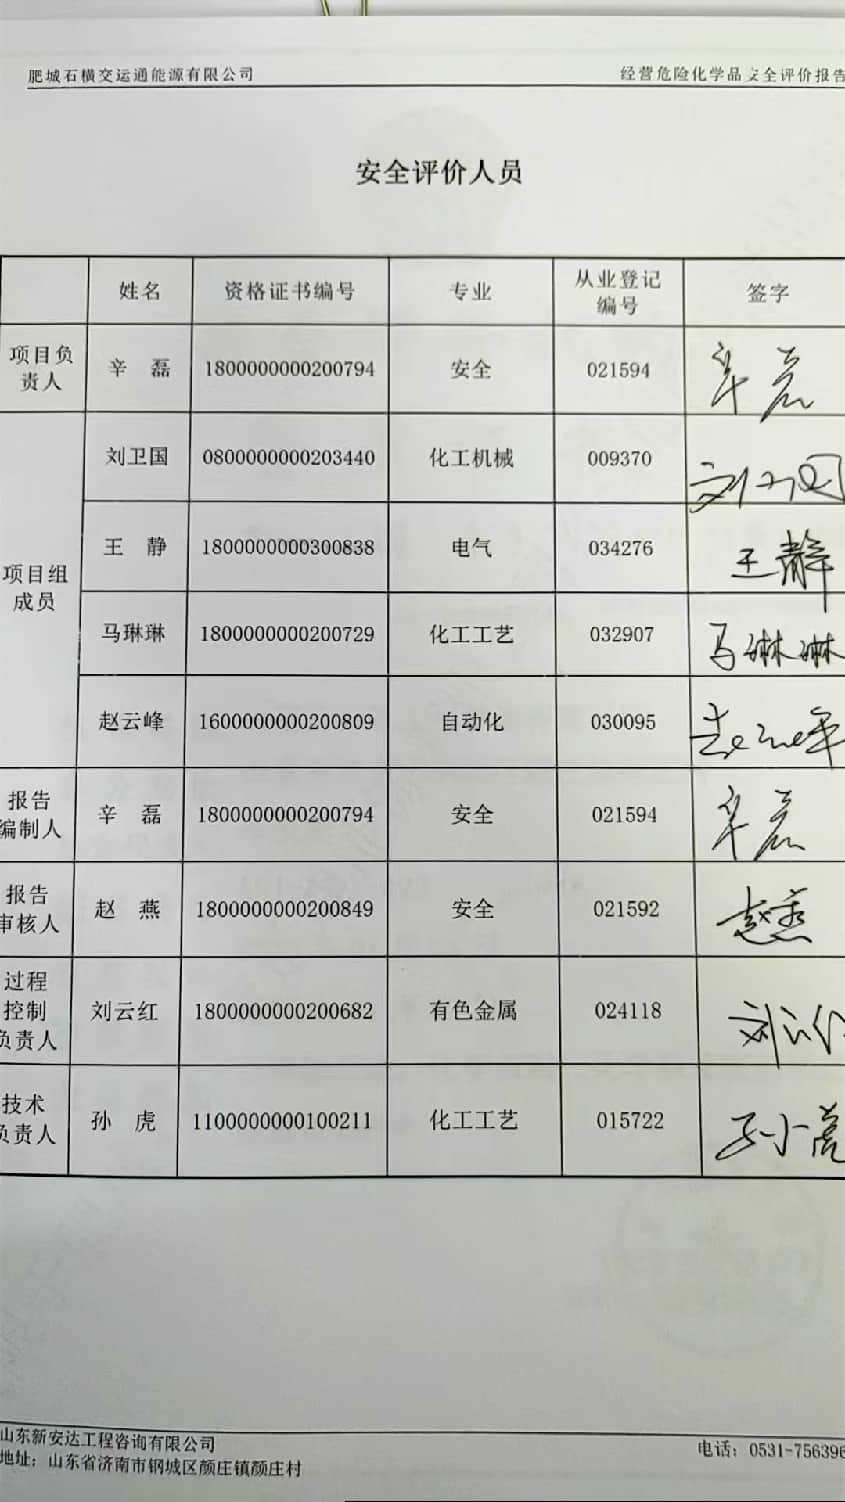 肥城石横交运通能源有限公司 经营危险化学品安全评价报告
安全评价人员
姓名 资格证书编号 专业 从业登记编号 签字
项目负责人 辛 磊 1800000000200794 安全 021594 辛磊
项目组成员 刘卫国 0800000000203440 化工机械 009370 刘卫国
王 静 1800000000300838 电气 034276 王静
马琳琳 1800000000200729 化工工艺 032907 马琳琳
赵云峰 1600000000200809 自动化 030095 赵云峰
报告编制人 辛 磊 1800000000200794 安全 021594 辛磊
报告审核人 赵 燕 1800000000200849 安全 021592 赵燕
过程控制负责人 刘云红 1800000000200682 有色金属 024118 刘云红
技术负责人 孙 虎 1100000000100211 化工工艺 015722 孙虎
山东新安达工程咨询有限公司
地址：山东省济南市钢城区颜庄镇颜庄村 电话：0531-756396